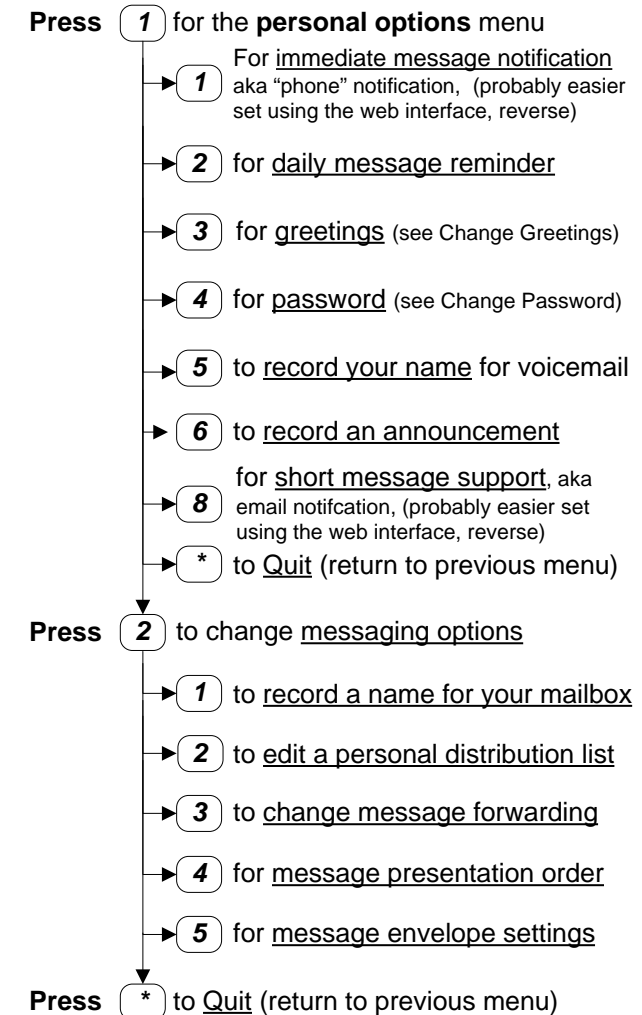 Press 1 for the personal options menu
1 For immediate message notification
aka “phone” notification, (probably easier
set using the web interface, reverse)
2 for daily message reminder
3 for greetings (see Change Greetings)
4 for password (see Change Password)
5 to record your name for voicemail
6 to record an announcement
8 for short message support, aka
email notifcation, (probably easier set
using the web interface, reverse)
* to Quit (return to previous menu)
Press 2 to change messaging options
1 to record a name for your mailbox
2 to edit a personal distribution list
3 to change message forwarding
4 for message presentation order
5 for message envelope settings
Press * to Quit (return to previous menu)